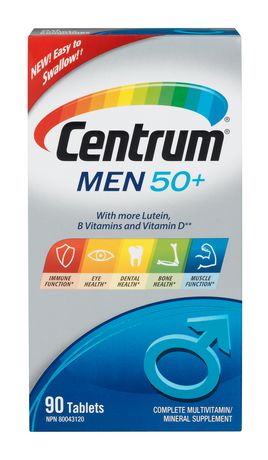 NEW! Easy to
Swallow!†
Centrum®
MEN 50+
With more Lutein,
B Vitamins and Vitamin D**
IMMUNE
FUNCTION*
EYE
HEALTH*
DENTAL
HEALTH*
BONE
HEALTH*
MUSCLE
FUNCTION*
90 Tablets
NPN 80043120
COMPLETE MULTIVITAMIN/
MINERAL SUPPLEMENT